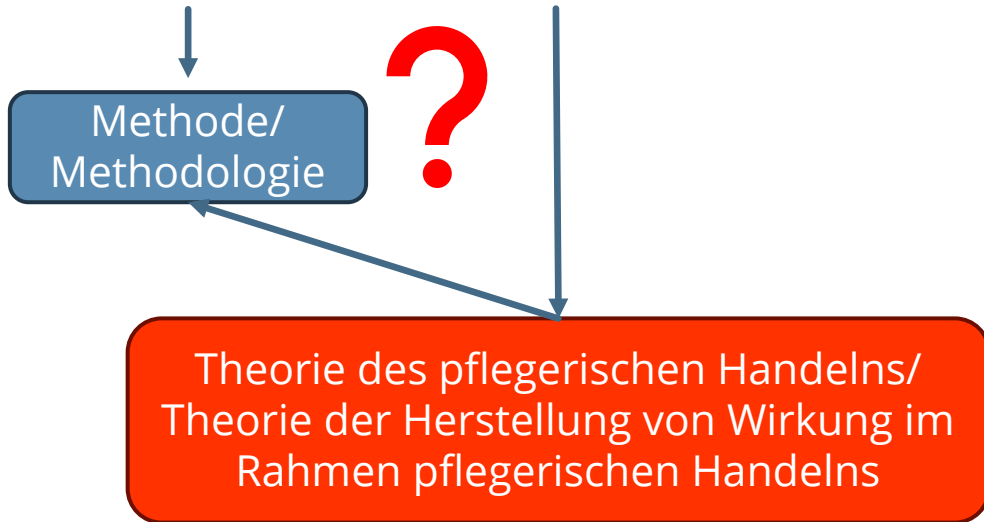 ?
Methode/
Methodologie
Theorie des pflegerischen Handelns/
Theorie der Herstellung von Wirkung im
Rahmen pflegerischen Handelns